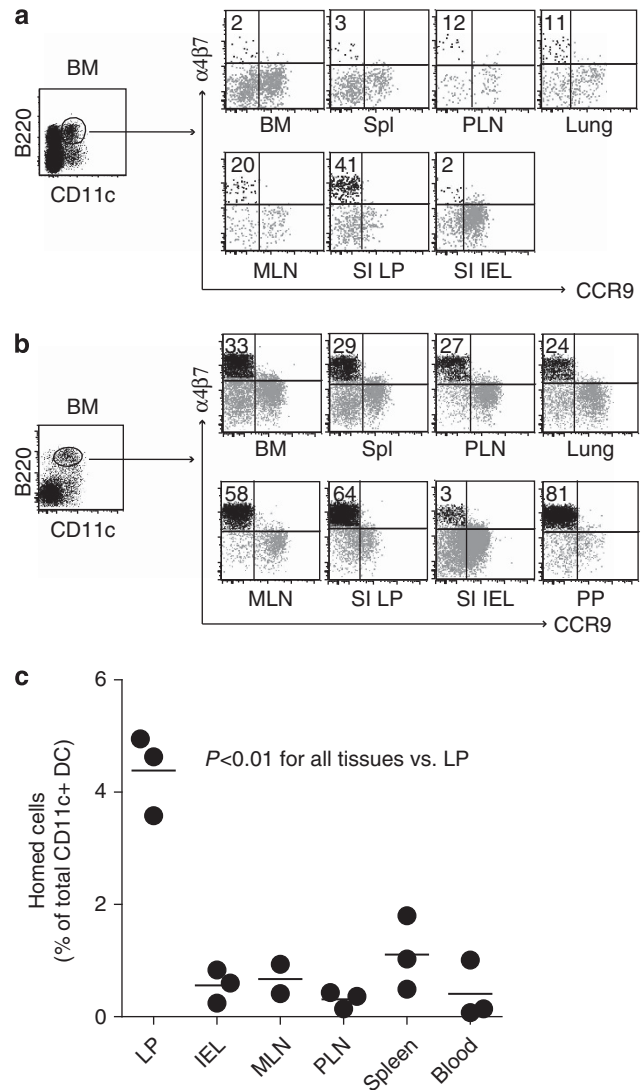 a
BM
B220
CD11c
α4β7
2
3
12
11
BM
Spl
PLN
Lung
20
41
2
MLN
SI LP
SI IEL
CCR9
b
BM
B220
CD11c
α4β7
33
29
27
24
BM
Spl
PLN
Lung
58
64
3
81
MLN
SI LP
SI IEL
PP
CCR9
c
Homed cells
(% of total CD11c+ DC)
6
4
2
0
P<0.01 for all tissues vs. LP
LP
IEL
MLN
PLN
Spleen
Blood